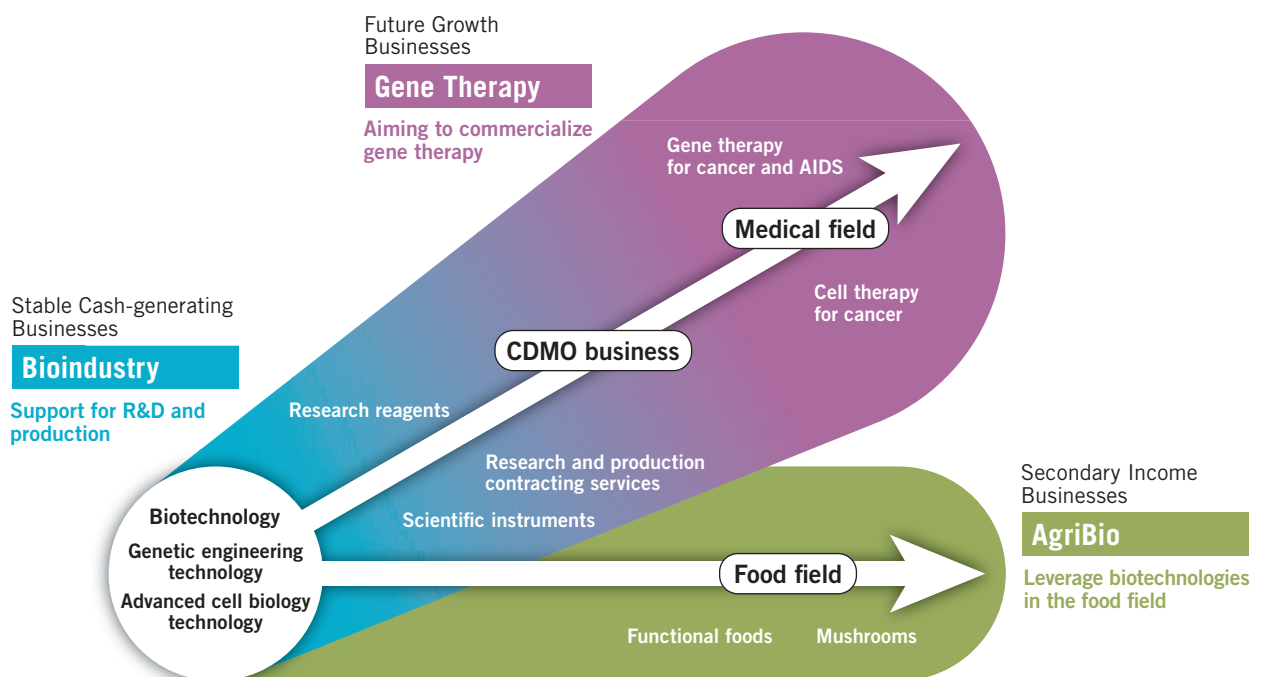 Future Growth
Businesses
Gene Therapy
Aiming to commercialize
gene therapy
Gene therapy
for cancer and AIDS
Medical field
Cell therapy
for cancer
Stable Cash-generating
Businesses
Bioindustry
Support for R&D and
production
CDMO business
Research reagents
Research and production
contracting services
Scientific instruments
Biotechnology
Genetic engineering
technology
Advanced cell biology
technology
Secondary Income
Businesses
AgriBio
Leverage biotechnologies
in the food field
Food field
Functional foods
Mushrooms